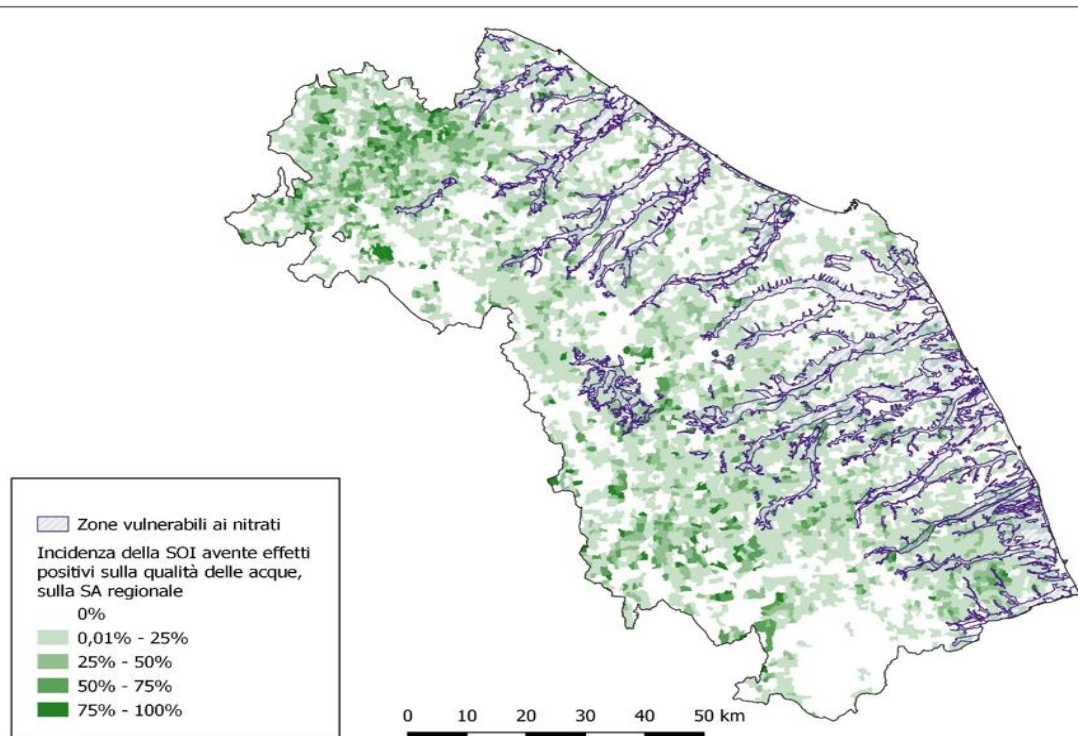 Zone vulnerabili ai nitrati
Incidenza della SOI avente effetti
positivi sulla qualità delle acque,
sulla SA regionale
0%
0,01% - 25%
25% - 50%
50% - 75%
75% - 100%
0 10 20 30 40 50 km